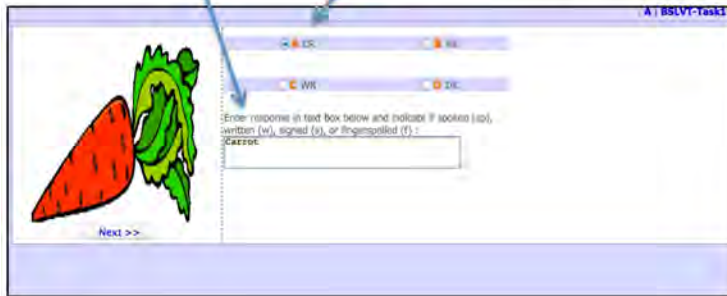 A | BSLVT-Task1
A CR
C WR
D DK
Enter response in text box below and indicate if spoken (sp),
written (w), signed (s), or fingerspelled (f) :
Carrot
Next >>